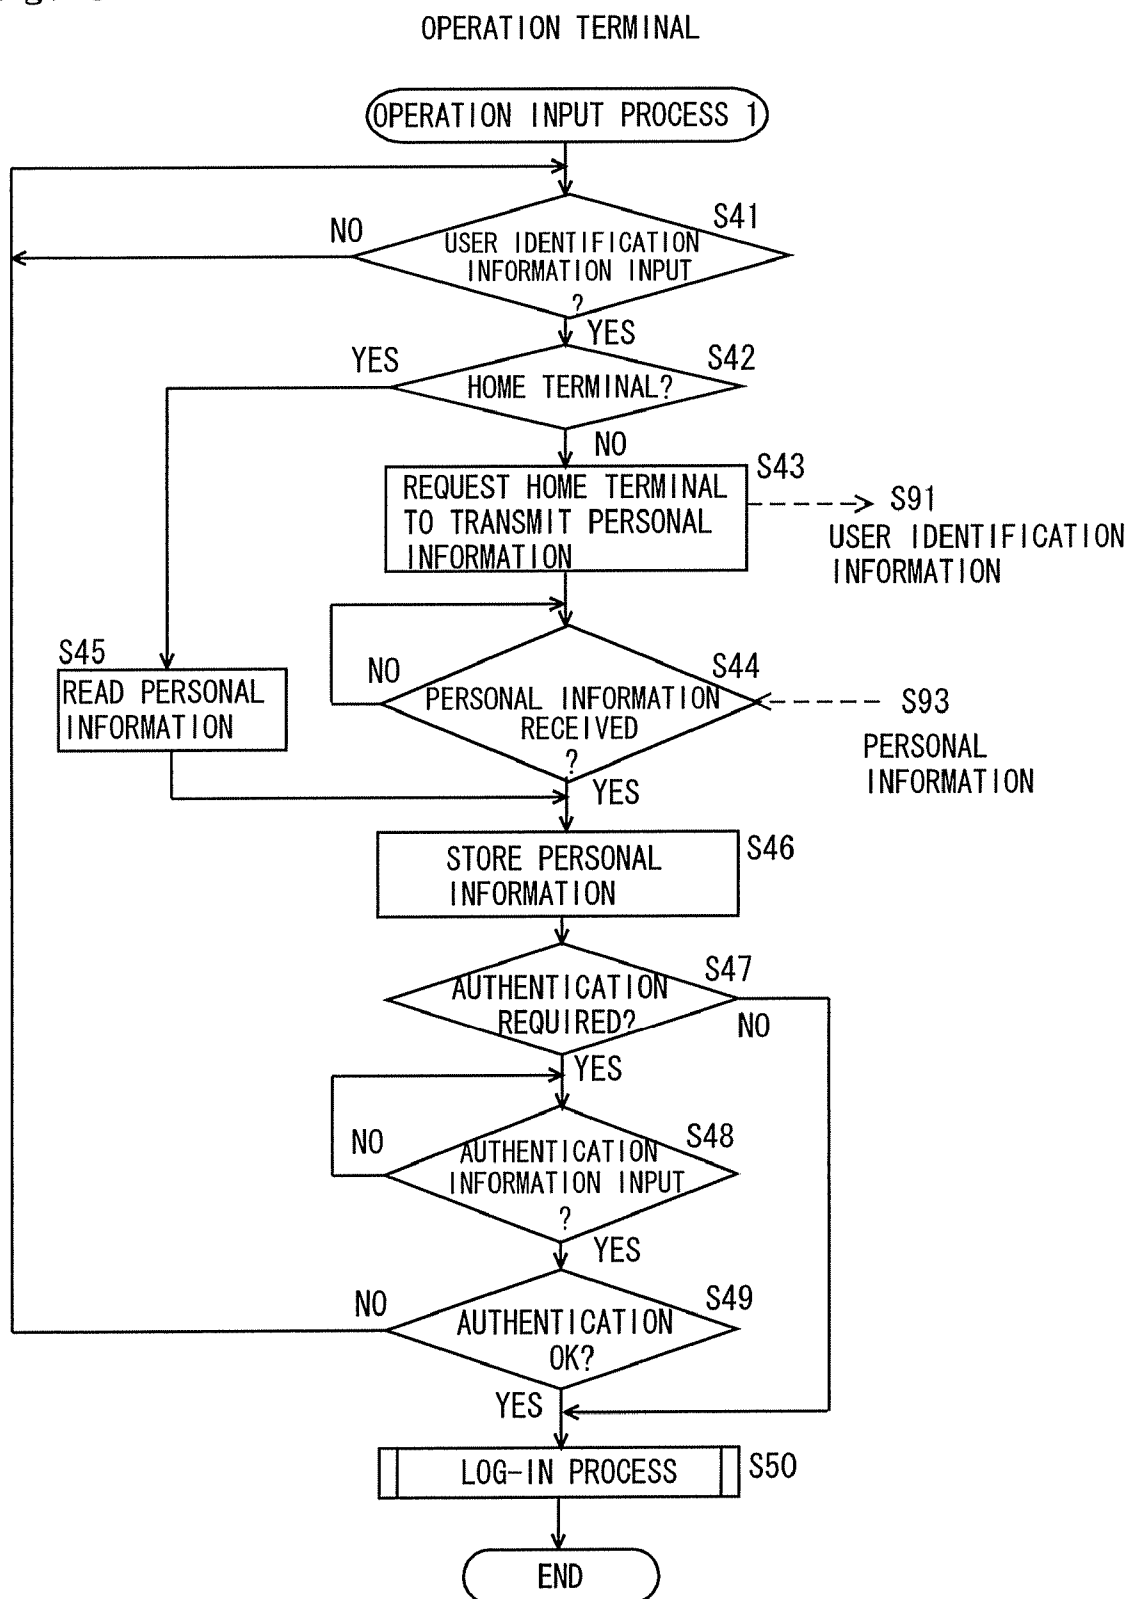 OPERATION TERMINAL
OPERATION INPUT PROCESS 1
S41
NO
USER IDENTIFICATION
INFORMATION INPUT
?
YES
YES
S42
HOME TERMINAL?
NO
S43
REQUEST HOME TERMINAL
TO TRANSMIT PERSONAL
INFORMATION
S91
USER IDENTIFICATION
INFORMATION
S45
READ PERSONAL
INFORMATION
NO
S44
PERSONAL INFORMATION
RECEIVED
?
S93
PERSONAL
INFORMATION
YES
S46
STORE PERSONAL
INFORMATION
S47
AUTHENTICATION
REQUIRED?
NO
YES
S48
NO
AUTHENTICATION
INFORMATION INPUT
?
YES
S49
NO
AUTHENTICATION
OK?
YES
LOG-IN PROCESS
S50
END